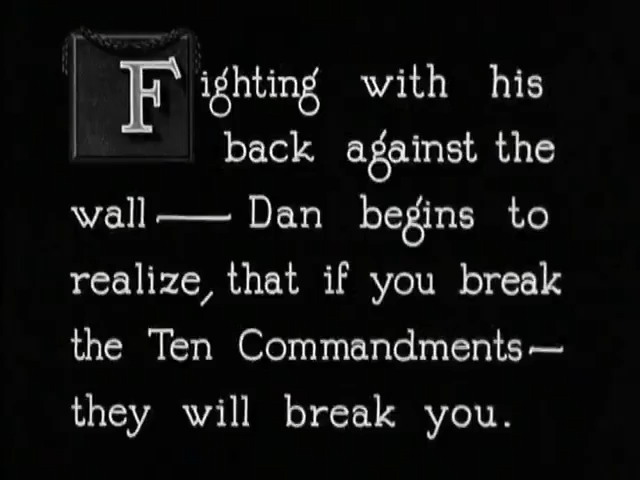 Fighting with his
back against the
wall — Dan begins to
realize, that if you break
the Ten Commandments —
they will break you.